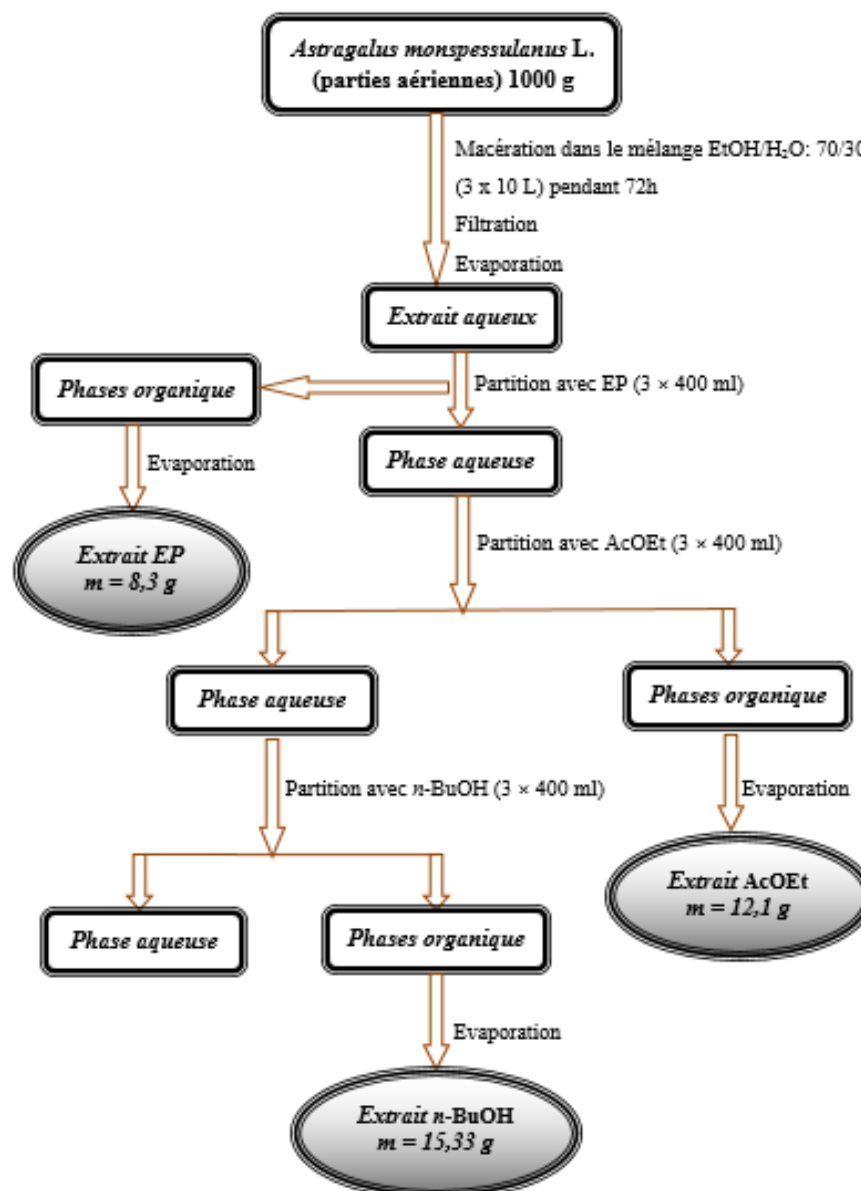 Astragalus monspessulanus L.
(parties aériennes) 1000 g
Macération dans le mélange EtOH/H₂O: 70/30
(3 x 10 L) pendant 72h
Filtration
Evaporation
Extrait aqueux
Partition avec EP (3 × 400 ml)
Phases organique
Evaporation
Phase aqueuse
Extrait EP
m = 8,3 g
Partition avec AcOEt (3 × 400 ml)
Phase aqueuse
Phases organique
Partition avec n-BuOH (3 × 400 ml)
Evaporation
Extrait AcOEt
m = 12,1 g
Phase aqueuse
Phases organique
Evaporation
Extrait n-BuOH
m = 15,33 g